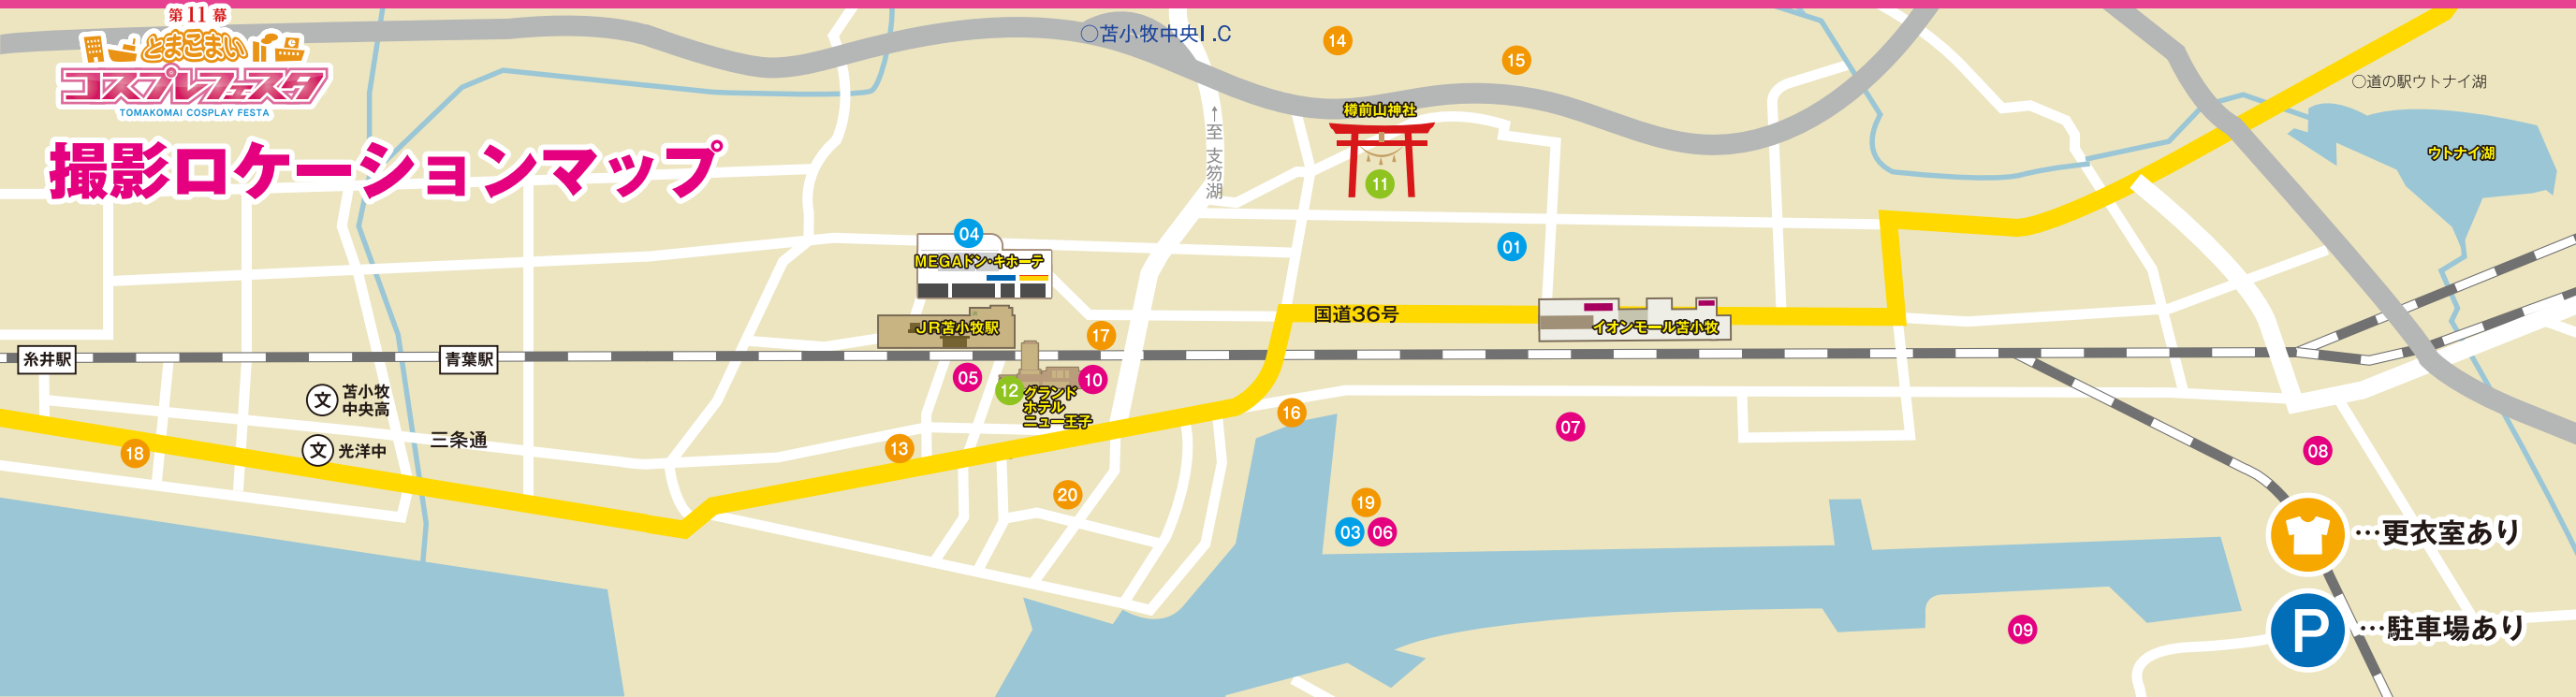 第11幕
とまこまい
コスプレフェスタ
TOMAKOMAI COSPLAY FESTA
撮影ロケーションマップ
○苫小牧中央I.C
14
15
○道の駅ウトナイ湖
樽前山神社
11
↑至 支笏湖
ウトナイ湖
04
MEGAドン・キホーテ
01
国道36号
JR苫小牧駅
イオンモール苫小牧
17
糸井駅
青葉駅
05
12
10
グランド
ホテル
ニュー王子
文
苫小牧
中央高
16
07
三条通
18
文
光洋中
13
08
20
19
03
06
…更衣室あり
09
P
…駐車場あり